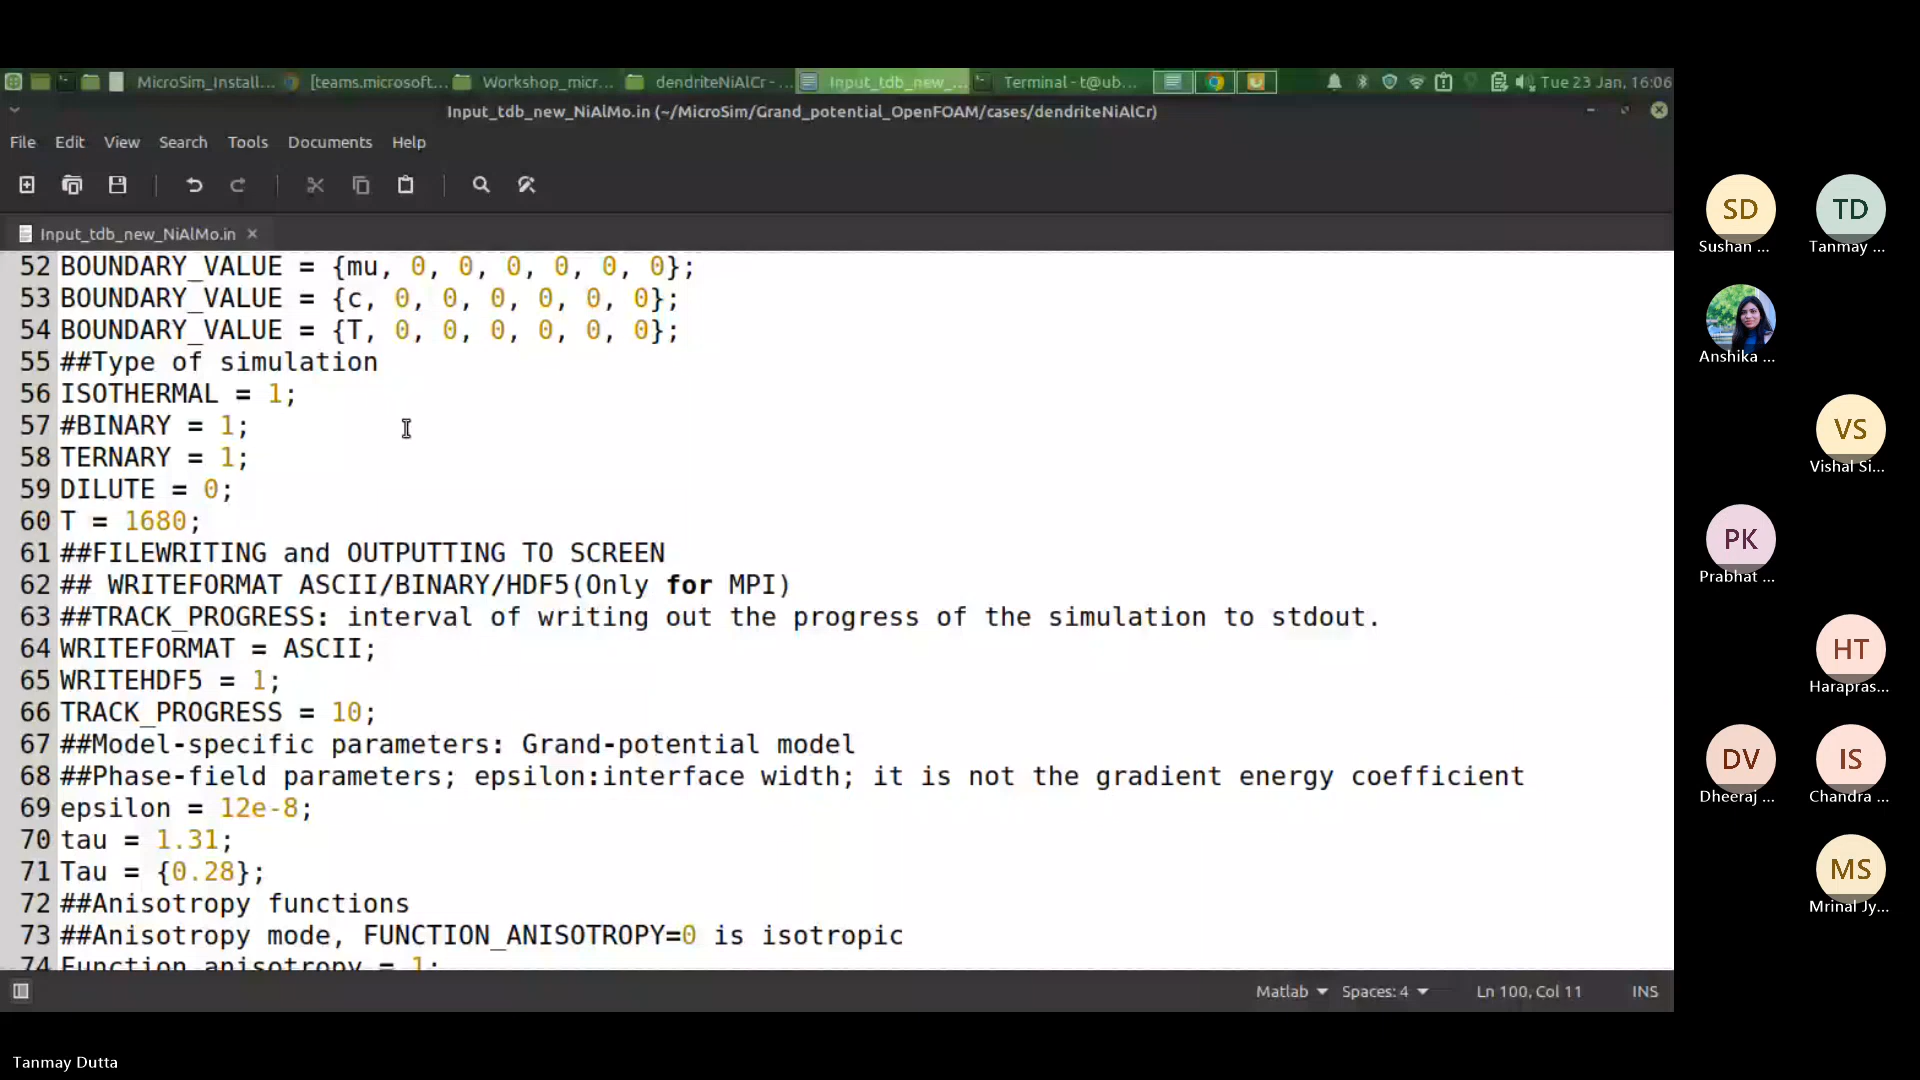 MicroSim_Install... [teams.microsoft... Workshop_micr... dendriteNiAlCr -... Input_tdb_new_... Terminal - t@ub... Tue 23 Jan, 16:06
Input_tdb_new_NiAlMo.in (~/MicroSim/Grand_potential_OpenFOAM/cases/dendriteNiAlCr)
File Edit View Search Tools Documents Help
Input_tdb_new_NiAlMo.in
52 BOUNDARY_VALUE = {mu, 0, 0, 0, 0, 0, 0};
53 BOUNDARY_VALUE = {c, 0, 0, 0, 0, 0, 0};
54 BOUNDARY_VALUE = {T, 0, 0, 0, 0, 0, 0};
55 ##Type of simulation
56 ISOTHERMAL = 1;
57 #BINARY = 1;
58 TERNARY = 1;
59 DILUTE = 0;
60 T = 1680;
61 ##FILEWRITING and OUTPUTTING TO SCREEN
62 ## WRITEFORMAT ASCII/BINARY/HDF5(Only for MPI)
63 ##TRACK_PROGRESS: interval of writing out the progress of the simulation to stdout.
64 WRITEFORMAT = ASCII;
65 WRITEHDF5 = 1;
66 TRACK_PROGRESS = 10;
67 ##Model-specific parameters: Grand-potential model
68 ##Phase-field parameters; epsilon:interface width; it is not the gradient energy coefficient
69 epsilon = 12e-8;
70 tau = 1.31;
71 Tau = {0.28};
72 ##Anisotropy functions
73 ##Anisotropy mode, FUNCTION_ANISOTROPY=0 is isotropic
74 Function_anisotropy = 1;
Matlab Spaces: 4 Ln 100, Col 11 INS
SD TD
Sushan ... Tanmay ...
Anshika ...
VS
Vishal Si...
PK
Prabhat ...
HT
Harapras...
DV IS
Dheeraj ... Chandra ...
MS
Mrinal Jy...
Tanmay Dutta